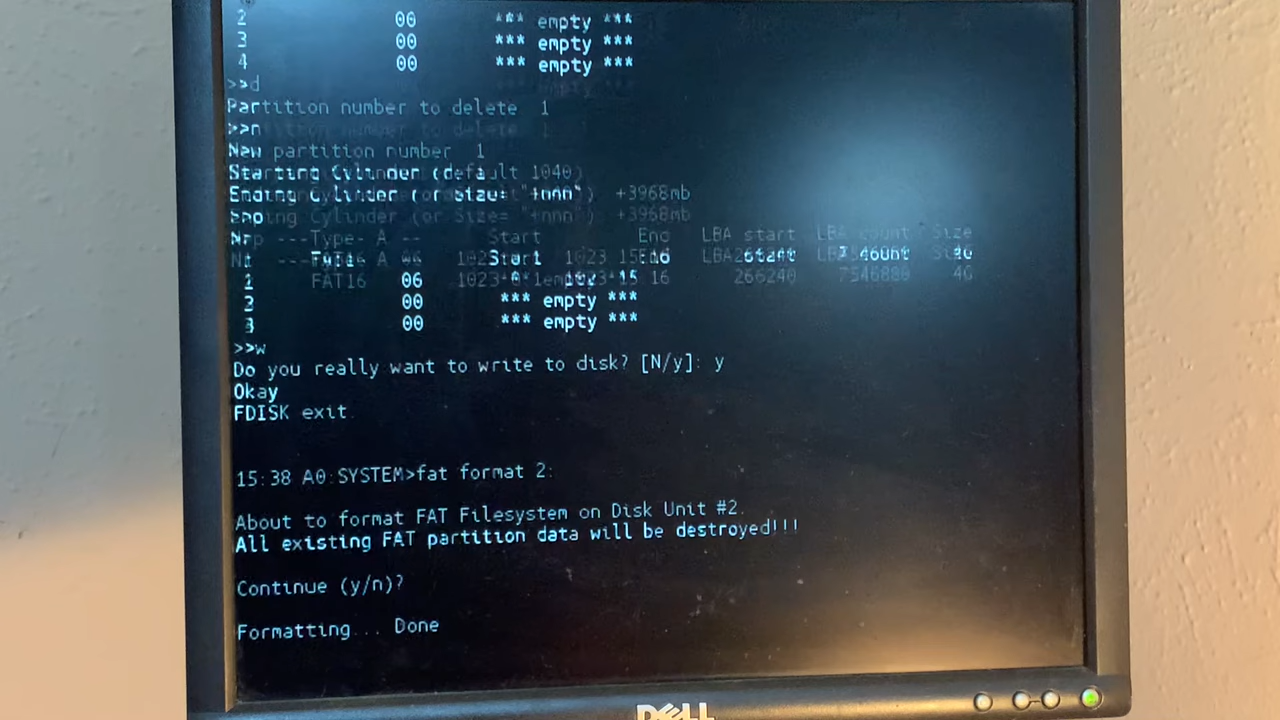 2 00 *** empty ***
3 00 *** empty ***
4 00 *** empty ***
>>d
Partition number to delete 1
>>n
New partition number 1
Starting Cylinder (default 1040)
Ending Cylinder (or Size= "+nnn") +3968mb
>>p
Nr ---Type- A -- Start End LBA start LBA count Size
1 FAT16 06 1023 15 16 266240 7546880 4G
2 00 *** empty ***
3 00 *** empty ***
>>w
Do you really want to write to disk? [N/y]: y
Okay
FDISK exit.
15:38 A0:SYSTEM>fat format 2:
About to format FAT Filesystem on Disk Unit #2.
All existing FAT partition data will be destroyed!!!
Continue (y/n)?
Formatting... Done
DELL